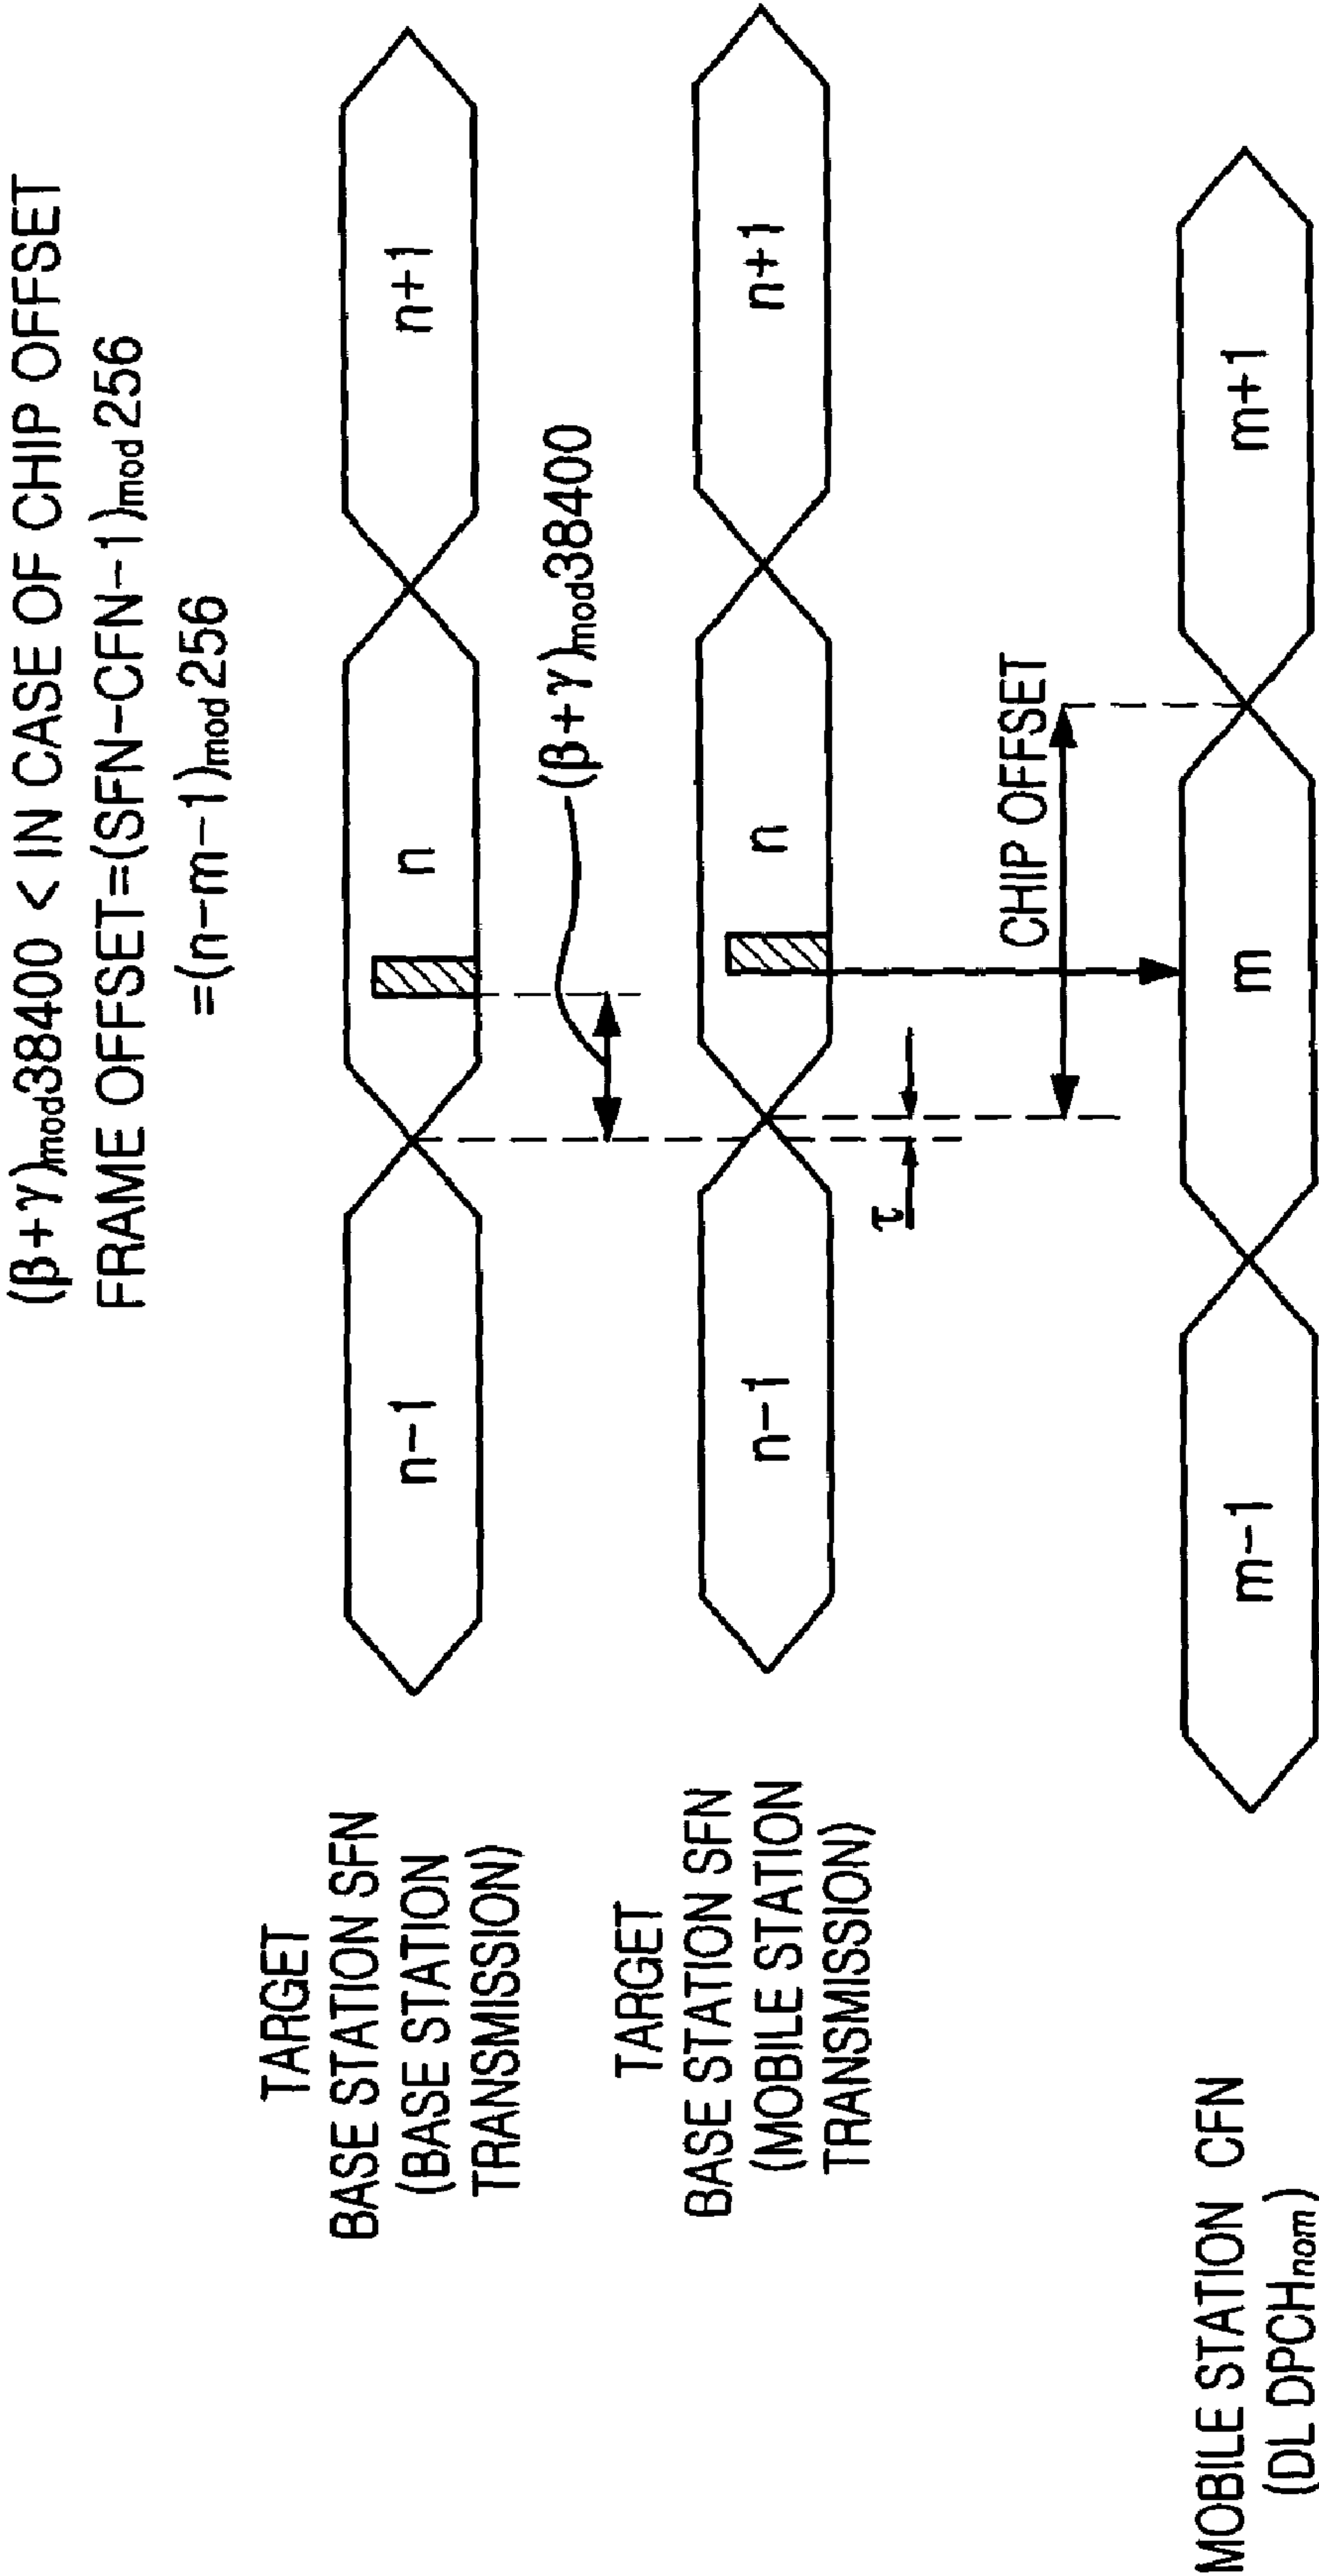 (β+γ)mod38400 < IN CASE OF CHIP OFFSET
FRAME OFFSET=(SFN-CFN-1)mod256
=(n-m-1)mod256
TARGET
BASE STATION SFN
(BASE STATION
TRANSMISSION)
n-1
n
n+1
(β+γ)mod38400
TARGET
BASE STATION SFN
(MOBILE STATION
TRANSMISSION)
n-1
n
n+1
τ
CHIP OFFSET
MOBILE STATION CFN
(DL DPCHnom)
m-1
m
m+1